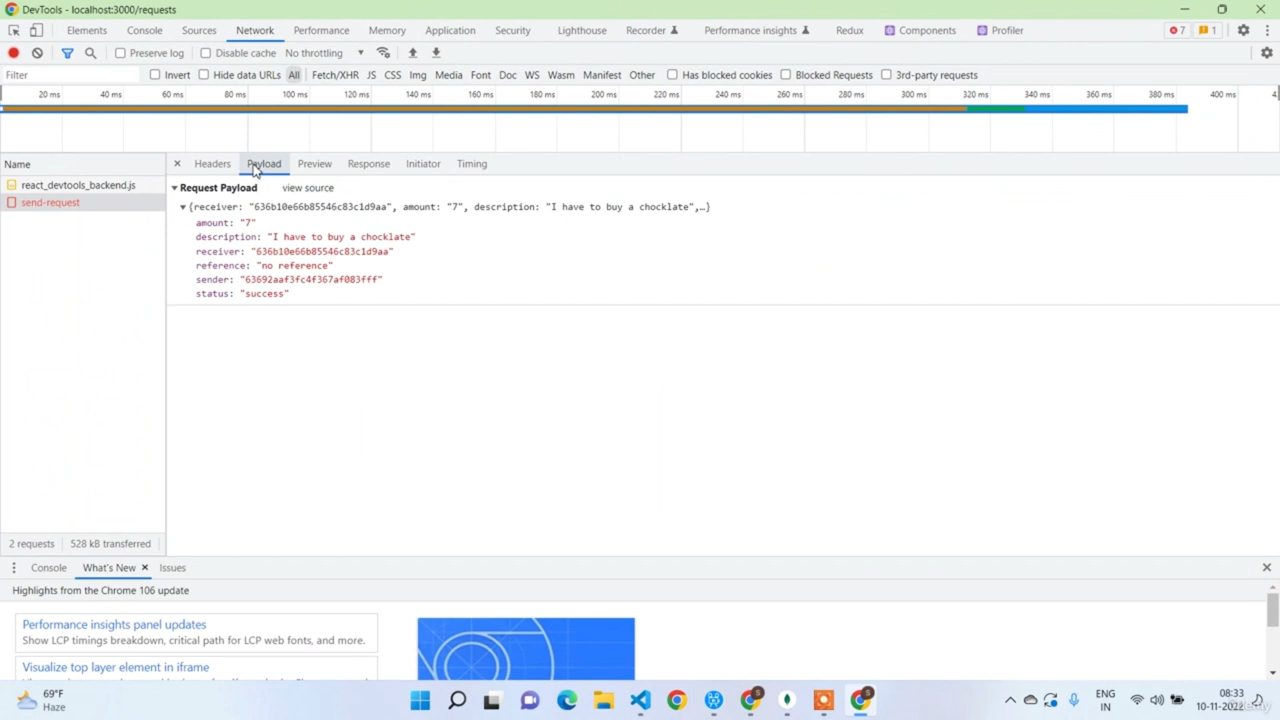 DevTools - localhost:3000/requests
Elements Console Sources Network Performance Memory Application Security Lighthouse Recorder Performance insights Redux Components Profiler 7 1
Preserve log Disable cache No throttling
Filter Invert Hide data URLs All Fetch/XHR JS CSS Img Media Font Doc WS Wasm Manifest Other Has blocked cookies Blocked Requests 3rd-party requests
20 ms 40 ms 60 ms 80 ms 100 ms 120 ms 140 ms 160 ms 180 ms 200 ms 220 ms 240 ms 260 ms 280 ms 300 ms 320 ms 340 ms 360 ms 380 ms 400 ms
Name Headers Payload Preview Response Initiator Timing
react_devtools_backend.js
send-request
Request Payload view source
{receiver: "636b10e66b85546c83c1d9aa", amount: "7", description: "I have to buy a chocklate",…}
amount: "7"
description: "I have to buy a chocklate"
receiver: "636b10e66b85546c83c1d9aa"
reference: "no reference"
sender: "63692aaf3fc4f367af083fff"
status: "success"
2 requests 528 kB transferred
Console What's New Issues
Highlights from the Chrome 106 update
Performance insights panel updates
Show LCP timings breakdown, critical path for LCP web fonts, and more.
Visualize top layer element in iframe
69°F
Haze
S
S
ENG
IN
08:33
10-11-2022